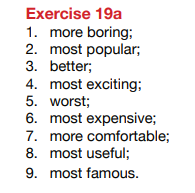 Exercise 19a
1. more boring;
2. most popular;
3. better;
4. most exciting;
5. worst;
6. most expensive;
7. more comfortable;
8. most useful;
9. most famous.